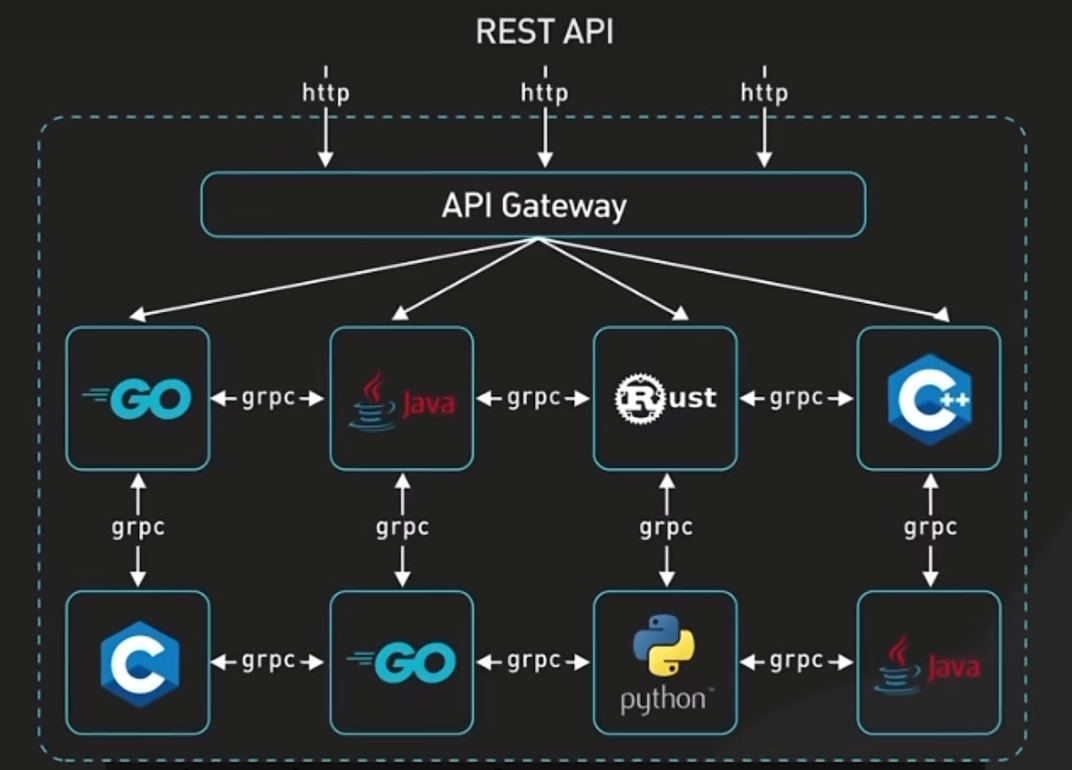 REST API
http http http
API Gateway
GO grpc Java grpc Rust grpc C++
grpc grpc grpc grpc
C grpc GO grpc python™ grpc Java